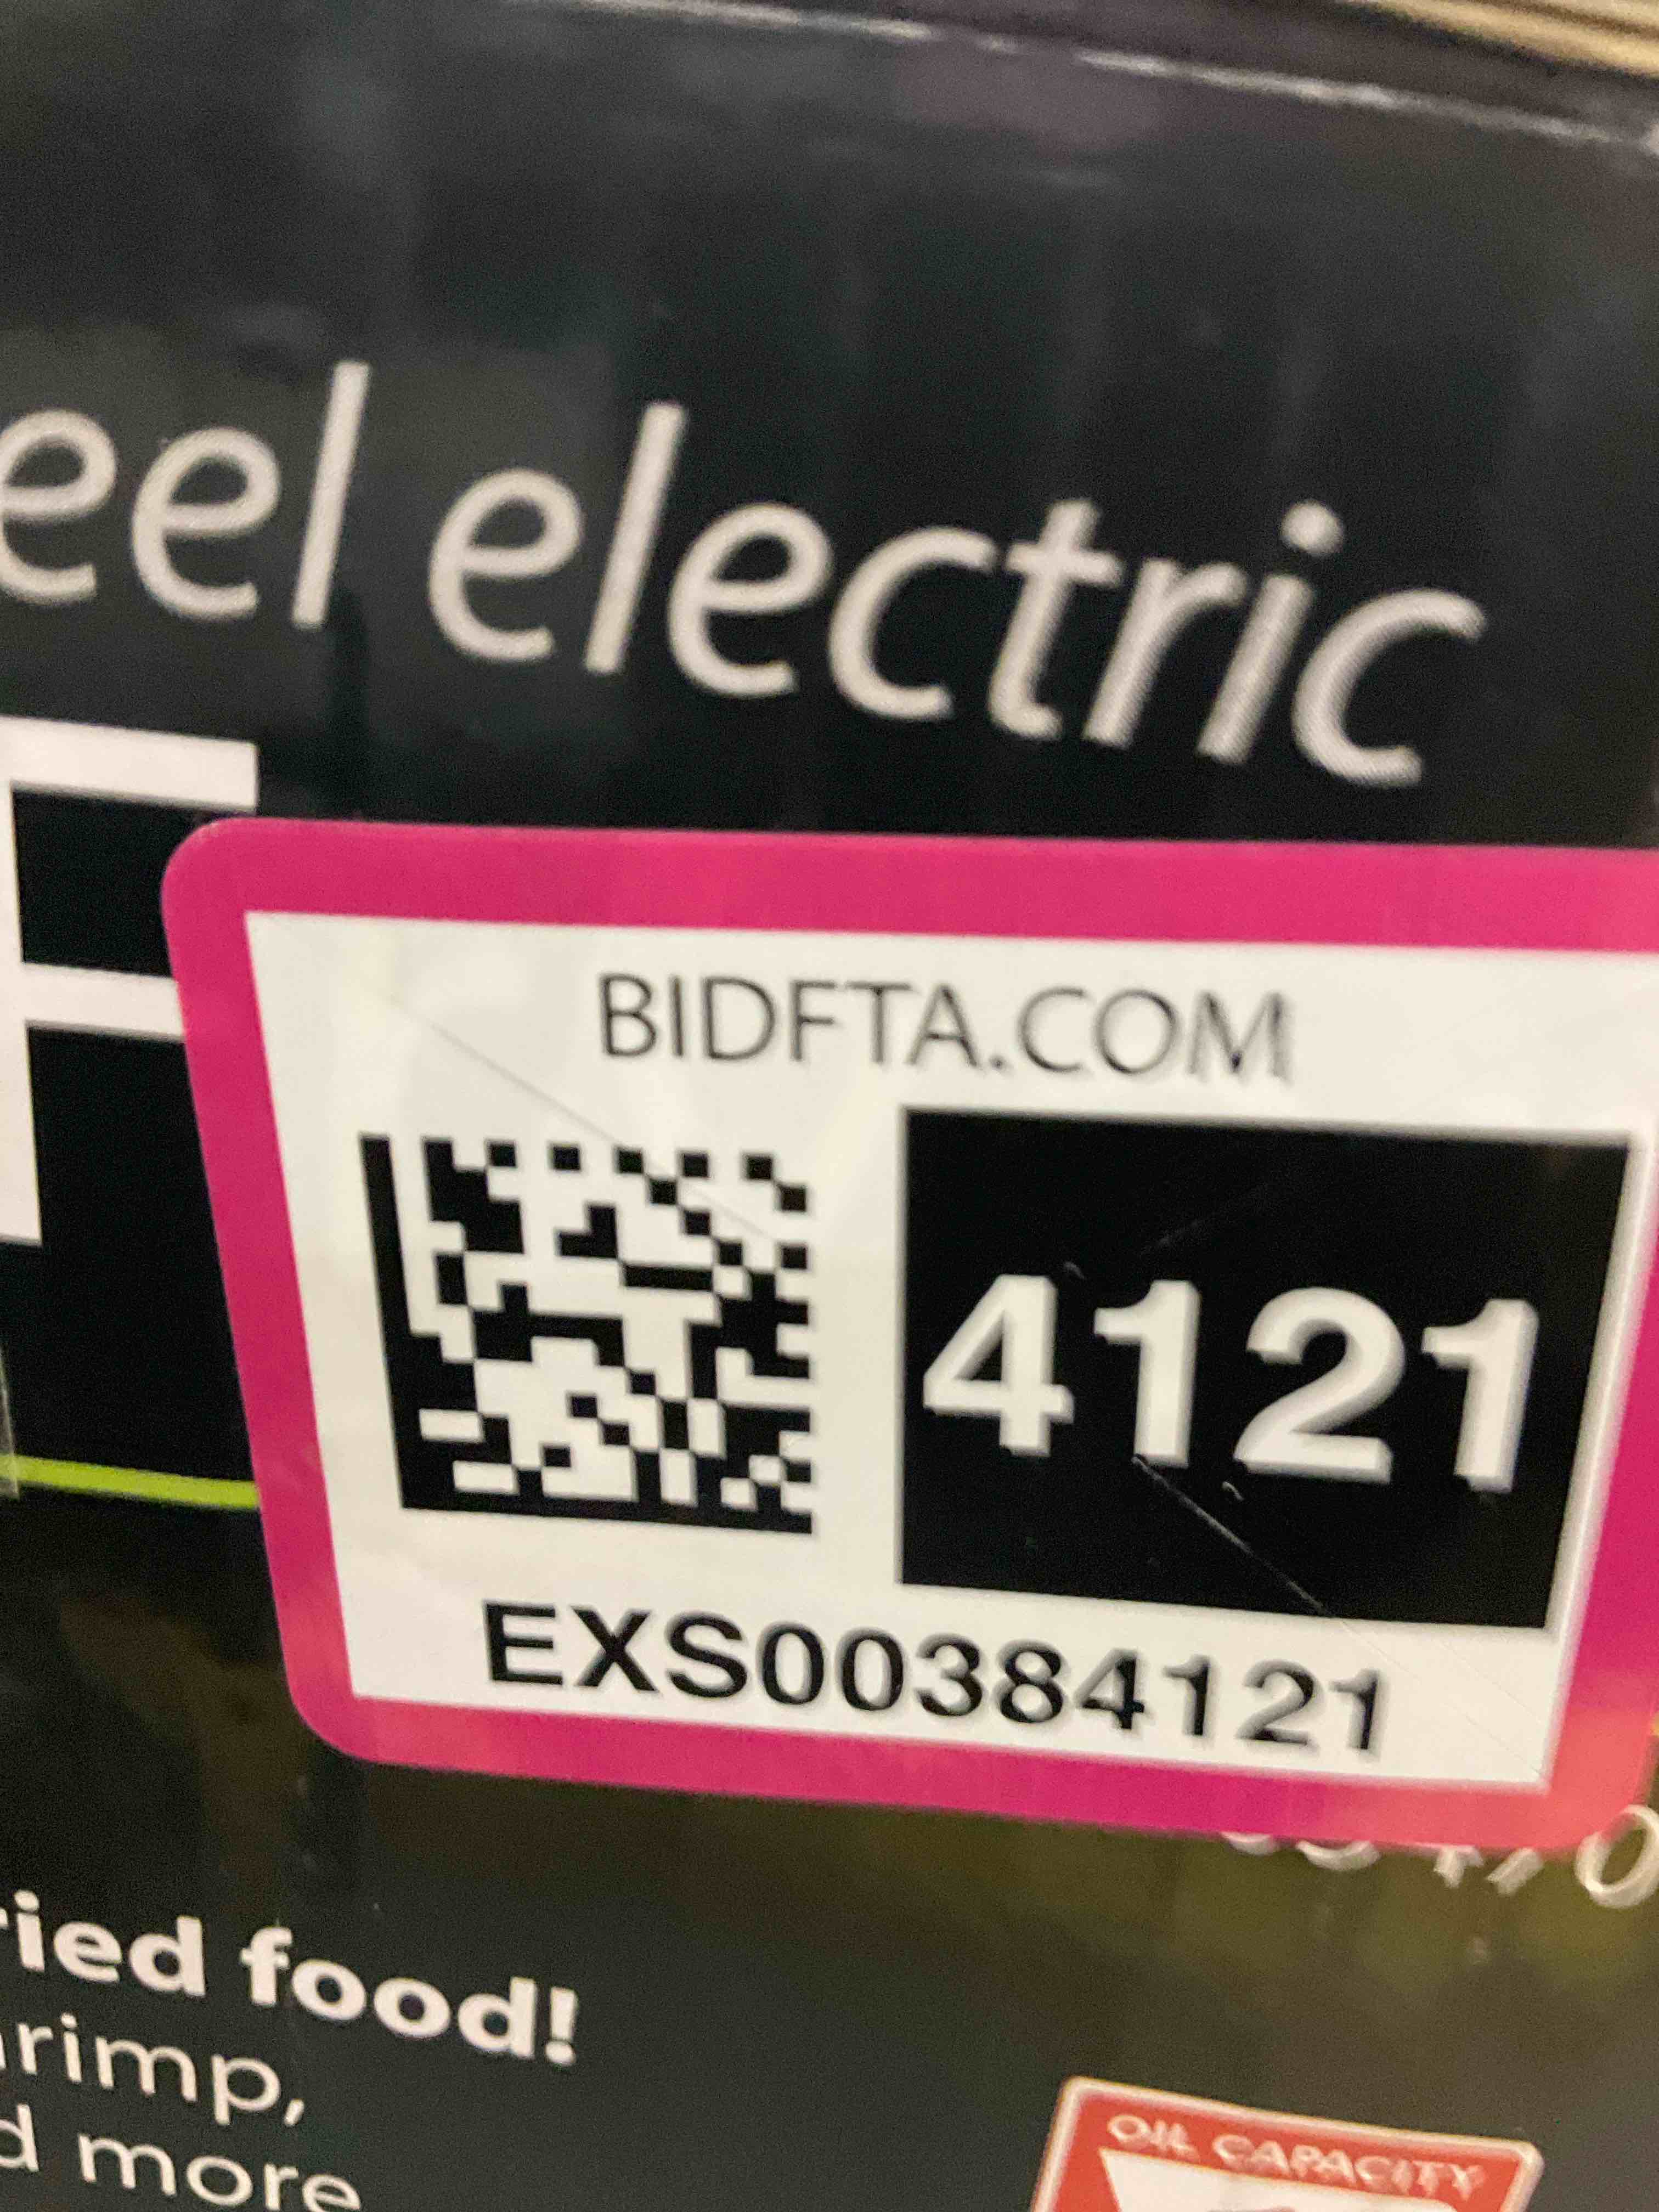 eel electric
F
BIDFTA.COM
4121
EXS00384121
ried food!
rimp,
d more
OIL CAPACITY